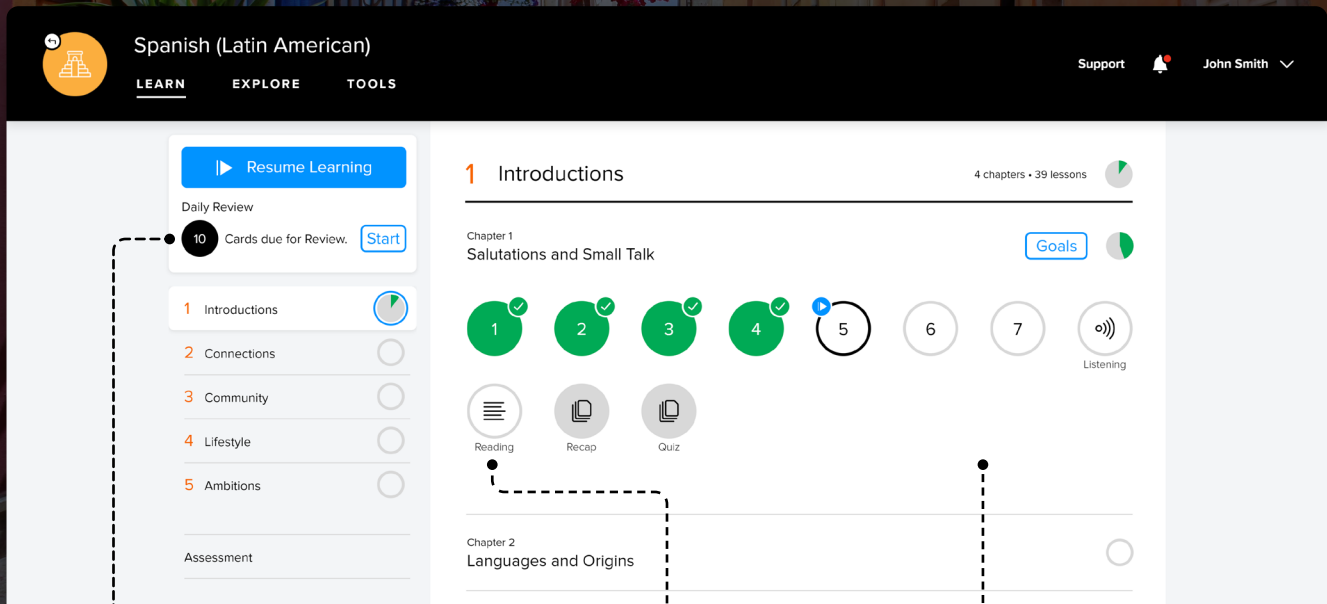 Spanish (Latin American)
LEARN EXPLORE TOOLS
Support
John Smith
Resume Learning
Daily Review
10 Cards due for Review. Start
1 Introductions
2 Connections
3 Community
4 Lifestyle
5 Ambitions
Assessment
1 Introductions
4 chapters • 39 lessons
Chapter 1
Salutations and Small Talk
Goals
1 2 3 4 5 6 7
Listening
Reading Recap Quiz
Chapter 2
Languages and Origins